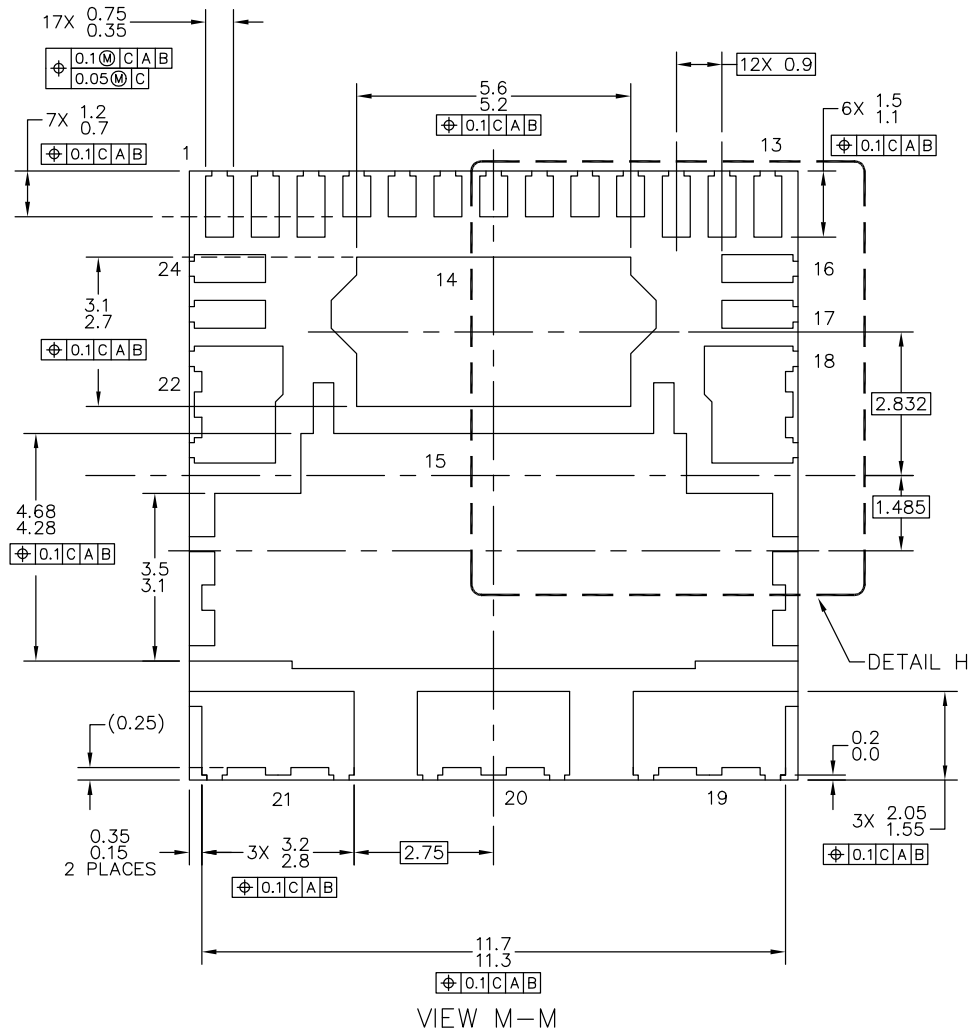 17X 0.75
0.35
⌖ 0.1Ⓜ C A B
0.05Ⓜ C
7X 1.2
0.7
⌖ 0.1 C A B
5.6
5.2
⌖ 0.1 C A B
12X 0.9
6X 1.5
1.1
⌖ 0.1 C A B
1
13
24
14
16
3.1
2.7
⌖ 0.1 C A B
17
22
18
2.832
15
4.68
4.28
⌖ 0.1 C A B
1.485
3.5
3.1
DETAIL H
(0.25)
0.2
0.0
21
20
19
3X 2.05
1.55
⌖ 0.1 C A B
0.35
0.15
2 PLACES
3X 3.2
2.8
⌖ 0.1 C A B
2.75
11.7
11.3
⌖ 0.1 C A B
VIEW M-M